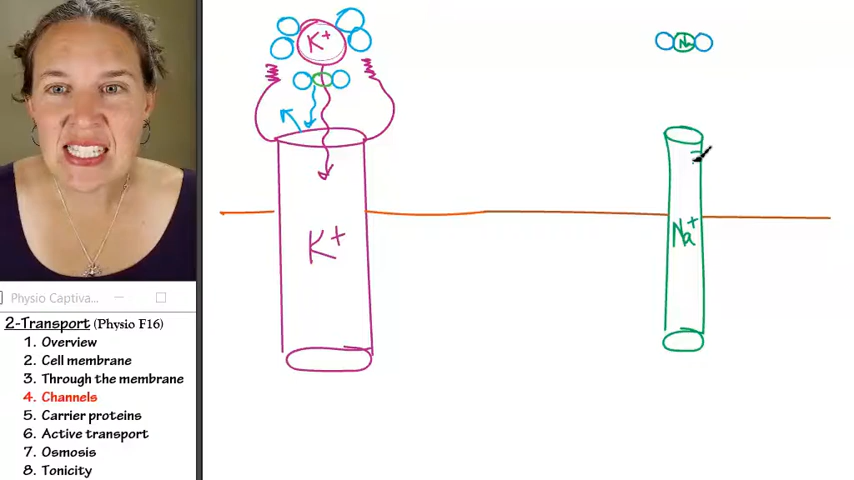 K+
Na
K+
Na+
Physio Captiva...
2-Transport (Physio F16)
1. Overview
2. Cell membrane
3. Through the membrane
4. Channels
5. Carrier proteins
6. Active transport
7. Osmosis
8. Tonicity